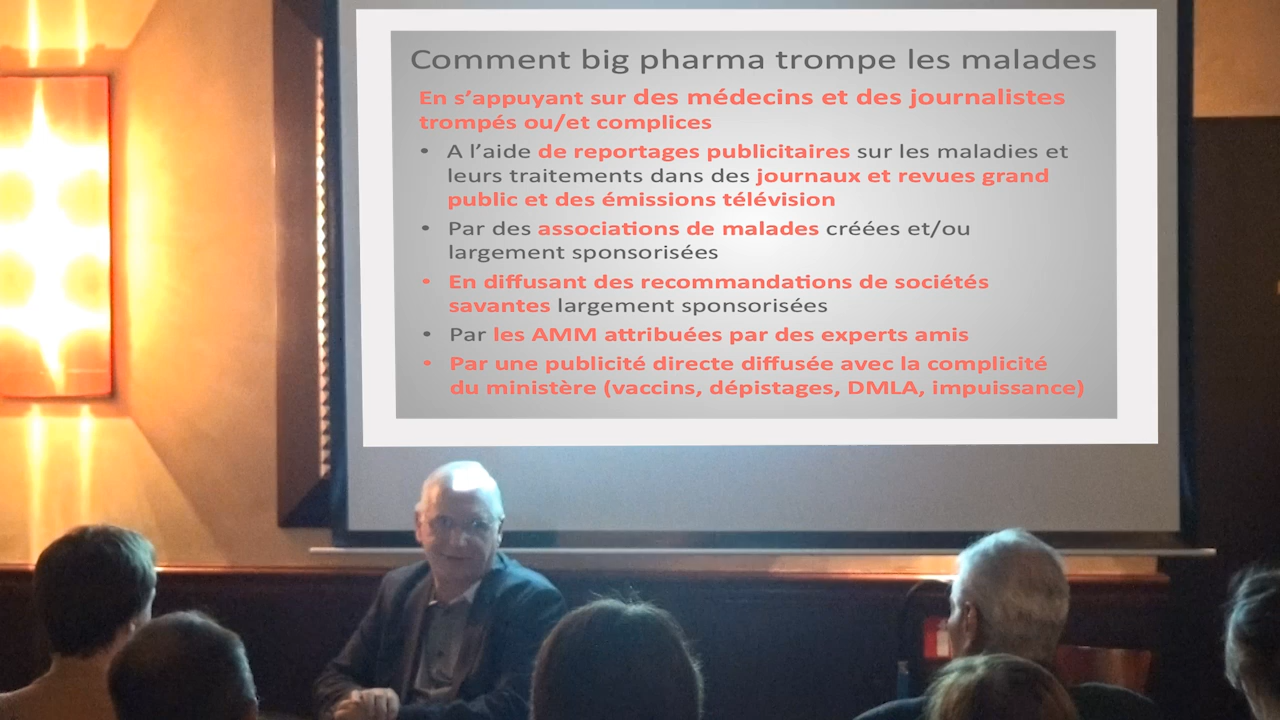 Comment big pharma trompe les malades
En s’appuyant sur des médecins et des journalistes
trompés ou/et complices
• A l’aide de reportages publicitaires sur les maladies et
leurs traitements dans des journaux et revues grand
public et des émissions télévision
• Par des associations de malades créées et/ou
largement sponsorisées
• En diffusant des recommandations de sociétés
savantes largement sponsorisées
• Par les AMM attribuées par des experts amis
• Par une publicité directe diffusée avec la complicité
du ministère (vaccins, dépistages, DMLA, impuissance)